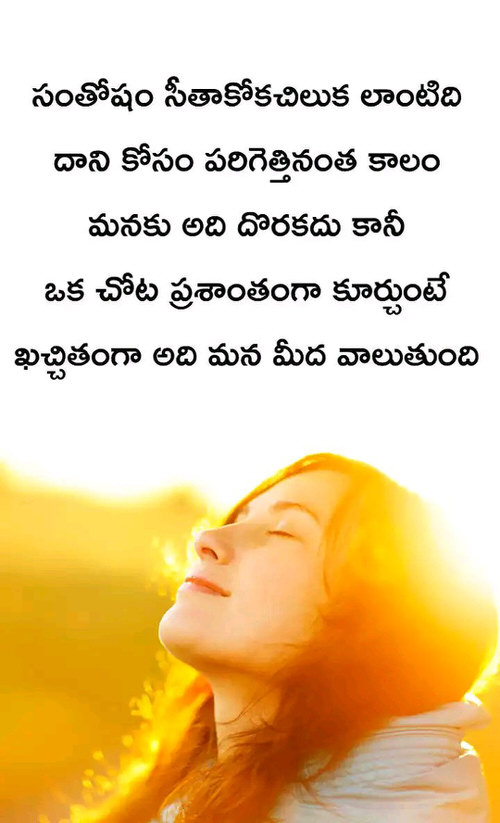 సంతోషం సీతాకోకచిలుక లాంటిది
దాని కోసం పరిగెత్తినంత కాలం
మనకు అది దొరకదు కానీ
ఒక చోట ప్రశాంతంగా కూర్చుంటే
ఖచ్చితంగా అది మన మీద వాలుతుంది